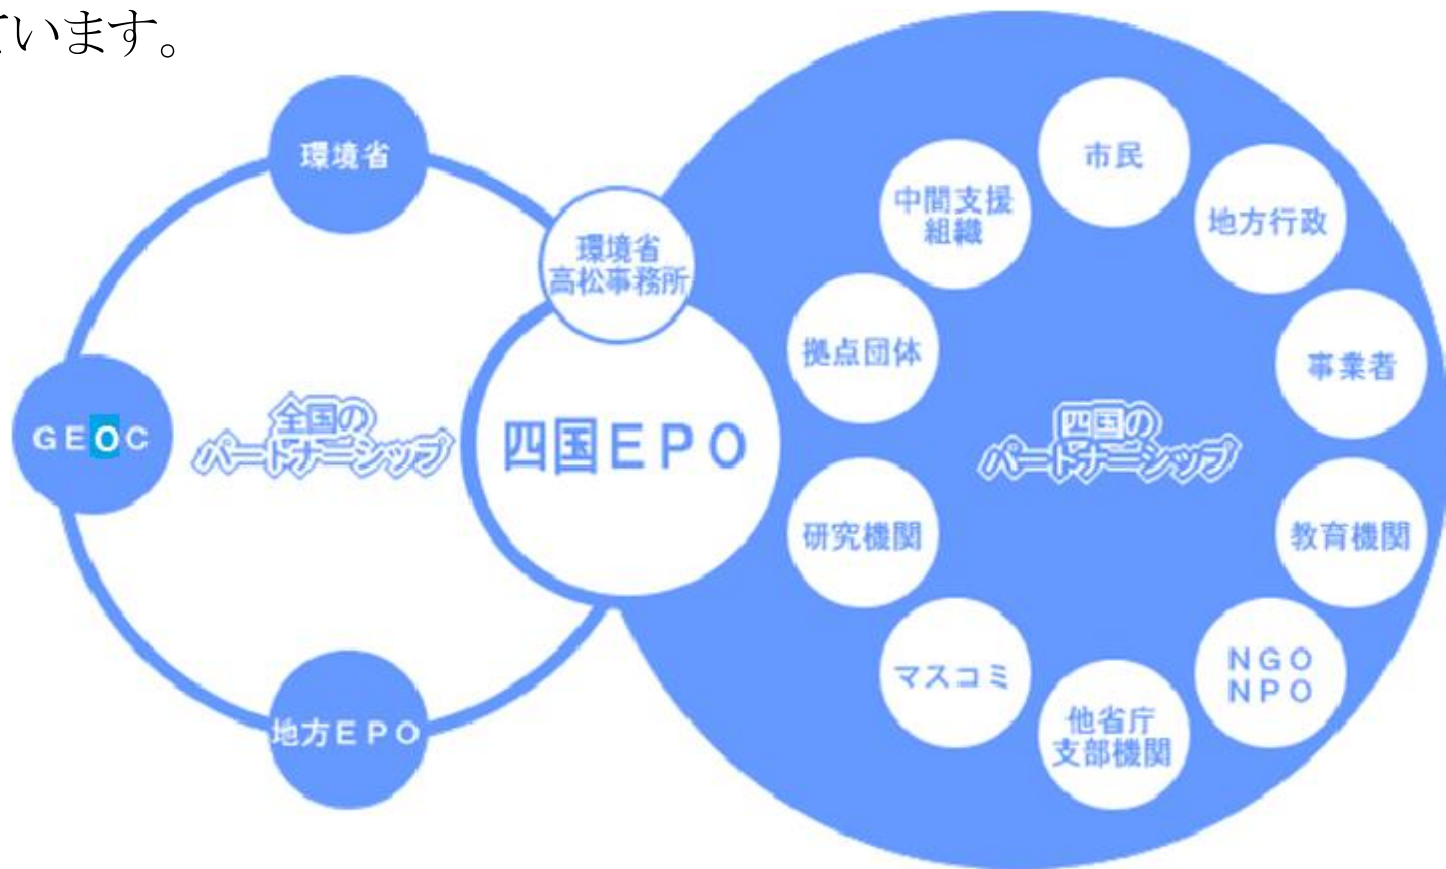 ています。
環境省
環境省
高松事務所
GEOC
全国の
パートナーシップ
四国EPO
地方EPO
四国の
パートナーシップ
市民
地方行政
事業者
教育機関
NGO
NPO
他省庁
支部機関
マスコミ
研究機関
拠点団体
中間支援
組織